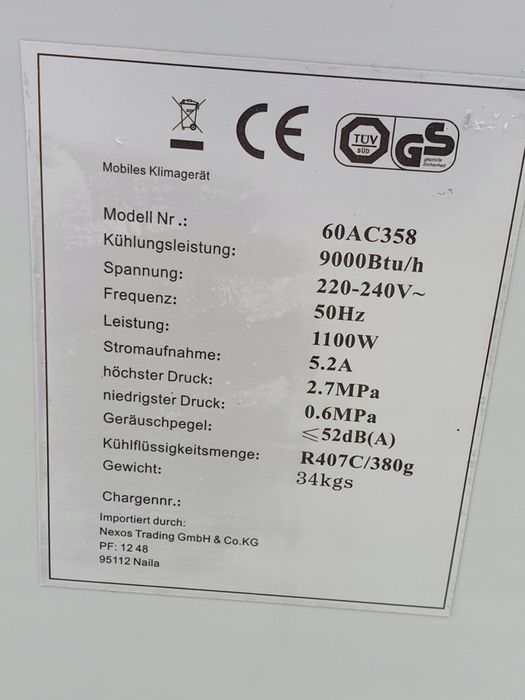 CE
TÜV
SÜD
GS
geprüfte
Sicherheit
Mobiles Klimagerät
Modell Nr .: 60AC358
Kühlungsleistung: 9000Btu/h
Spannung: 220-240V~
Frequenz: 50Hz
Leistung: 1100W
Stromaufnahme: 5.2A
höchster Druck: 2.7MPa
niedrigster Druck: 0.6MPa
Geräuschpegel: ≤52dB(A)
Kühlflüssigkeitsmenge: R407C/380g
Gewicht: 34kgs
Chargennr.:
Importiert durch:
Nexos Trading GmbH & Co.KG
PF: 12 48
95112 Naila